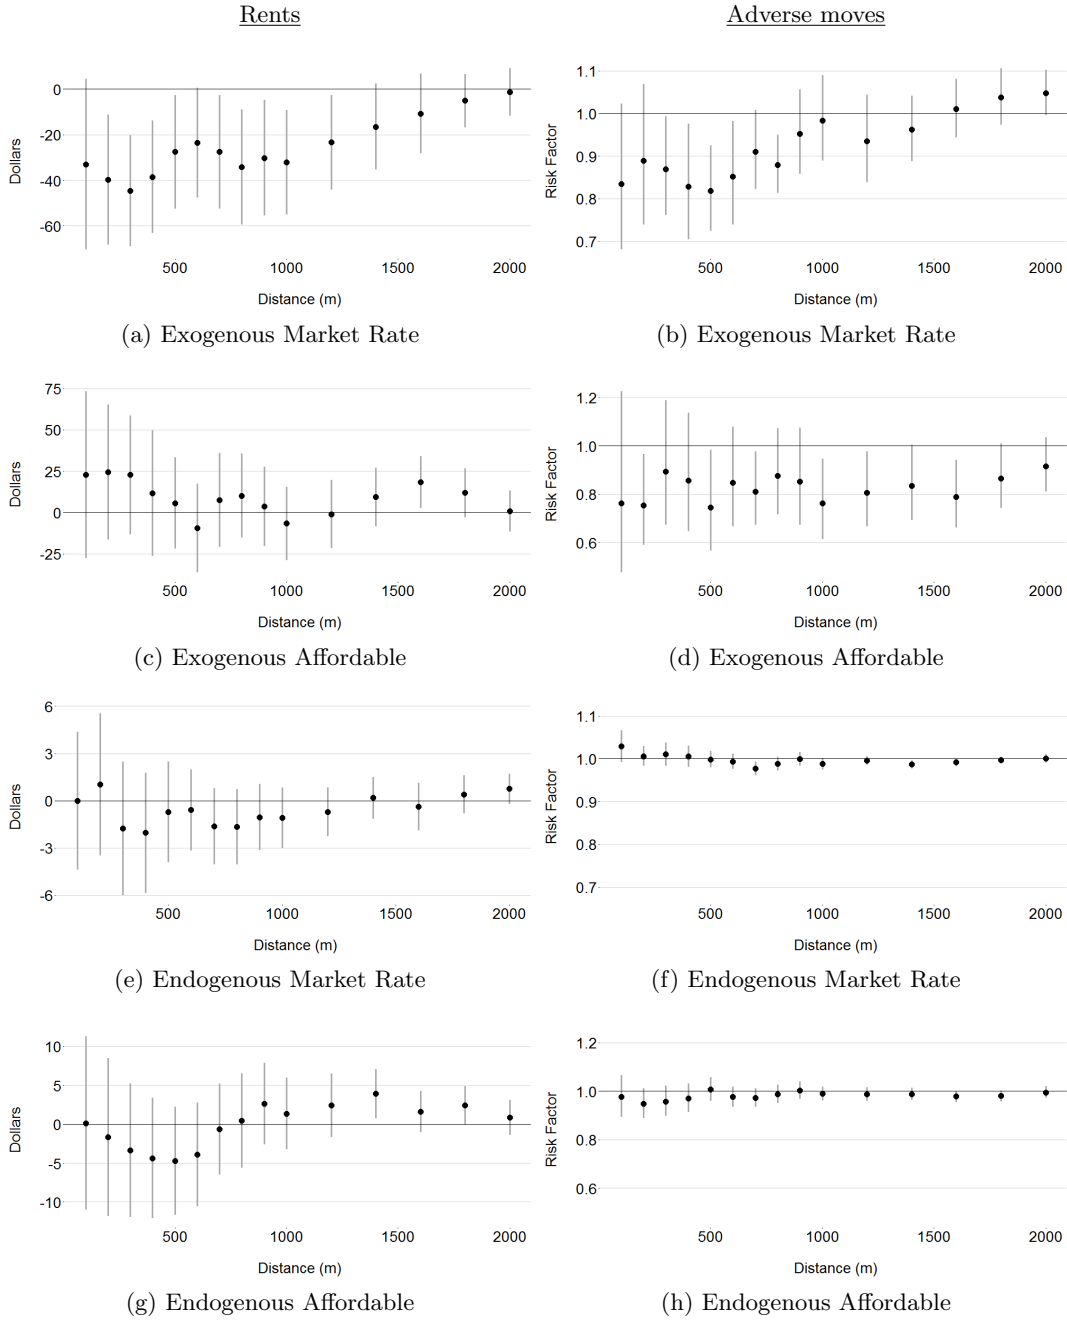 Rents
Adverse moves
0
-20
-40
-60
Dollars
500 1000 1500 2000
Distance (m)
(a) Exogenous Market Rate
1.1
1.0
0.9
0.8
0.7
Risk Factor
500 1000 1500 2000
Distance (m)
(b) Exogenous Market Rate
75
50
25
0
-25
Dollars
500 1000 1500 2000
Distance (m)
(c) Exogenous Affordable
1.2
1.0
0.8
0.6
Risk Factor
500 1000 1500 2000
Distance (m)
(d) Exogenous Affordable
6
3
0
-3
-6
Dollars
500 1000 1500 2000
Distance (m)
(e) Endogenous Market Rate
1.1
1.0
0.9
0.8
0.7
Risk Factor
500 1000 1500 2000
Distance (m)
(f) Endogenous Market Rate
10
5
0
-5
-10
Dollars
500 1000 1500 2000
Distance (m)
(g) Endogenous Affordable
1.2
1.0
0.8
0.6
Risk Factor
500 1000 1500 2000
Distance (m)
(h) Endogenous Affordable